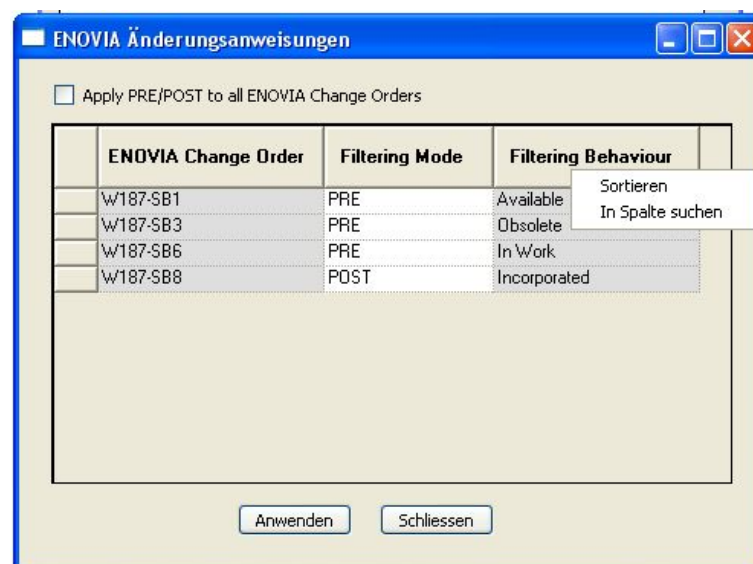 ENOVIA Änderungsanweisungen
Apply PRE/POST to all ENOVIA Change Orders
ENOVIA Change Order Filtering Mode Filtering Behaviour
Sortieren
In Spalte suchen
W187-SB1 PRE Available
W187-SB3 PRE Obsolete
W187-SB6 PRE In Work
W187-SB8 POST Incorporated
Anwenden Schliessen